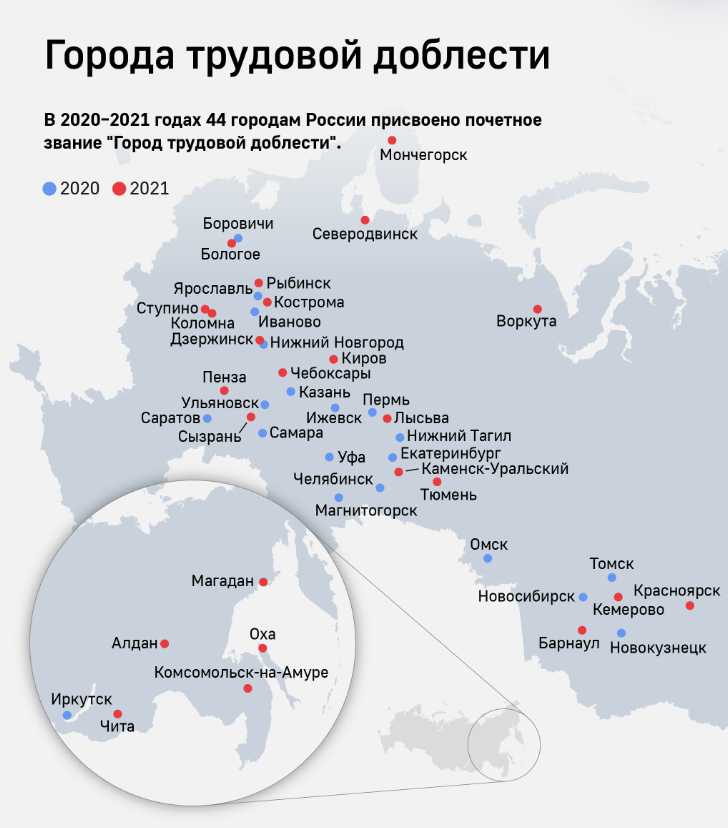 Города трудовой доблести
В 2020–2021 годах 44 городам России присвоено почетное
звание "Город трудовой доблести".
2020
2021
Мончегорск
Северодвинск
Боровичи
Бологое
Рыбинск
Ярославль
Кострома
Ступино
Коломна
Иваново
Воркута
Дзержинск
Нижний Новгород
Киров
Чебоксары
Пенза
Казань
Ульяновск
Пермь
Саратов
Ижевск
Лысьва
Сызрань
Самара
Нижний Тагил
Уфа
Екатеринбург
Каменск-Уральский
Челябинск
Тюмень
Магнитогорск
Омск
Томск
Новосибирск
Красноярск
Кемерово
Барнаул
Новокузнецк
Магадан
Алдан
Оха
Комсомольск-на-Амуре
Иркутск
Чита